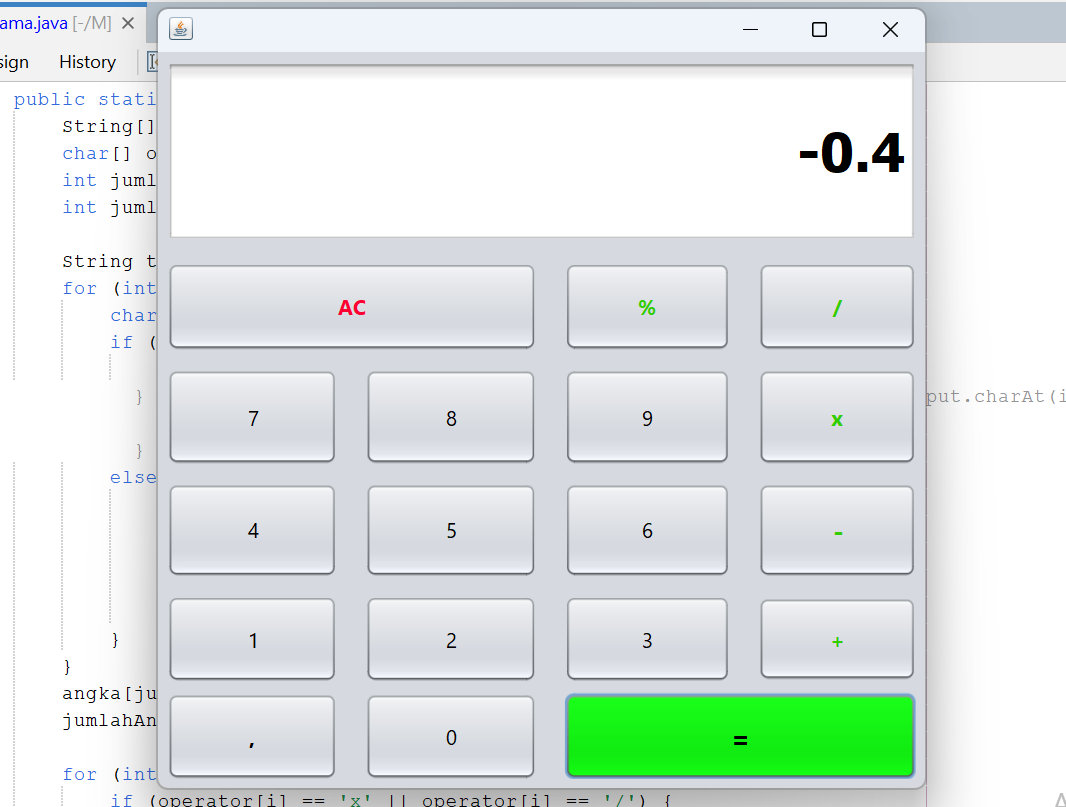 ama.java [-/M]
sign History
public stati
String[]
char[] o
int juml
int juml
String t
for (int
char
if (
} put.charAt(i
}
else
}
}
angka[ju
jumlahAn
for (int
if (operator[i] == 'x' || operator[i] == '/') {
-0.4
AC % /
7 8 9 x
4 5 6 -
1 2 3 +
, 0 =